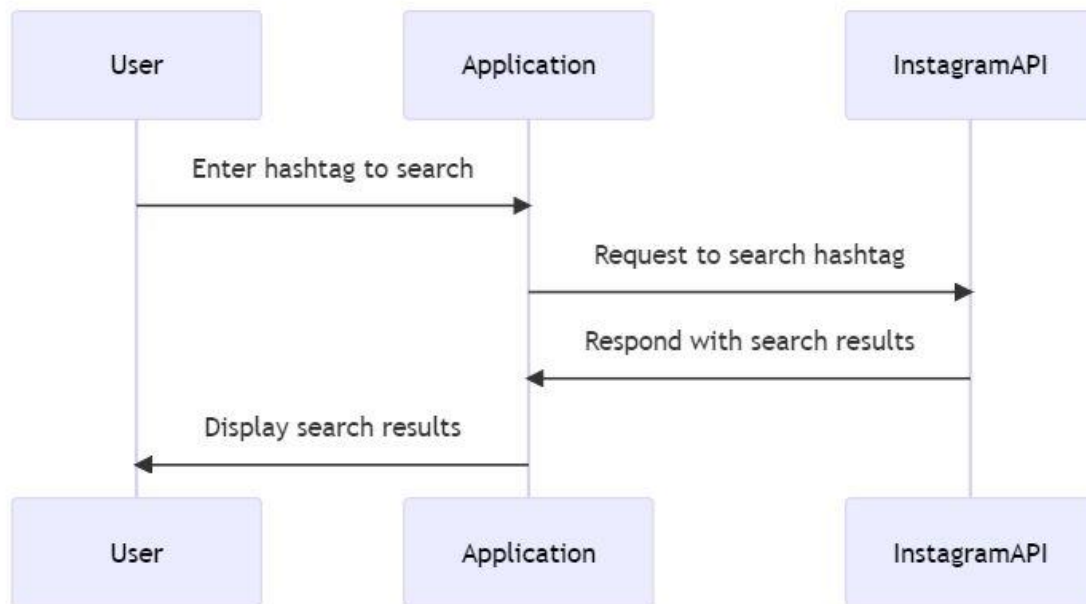 User
Application
InstagramAPI
Enter hashtag to search
Request to search hashtag
Respond with search results
Display search results
User
Application
InstagramAPI